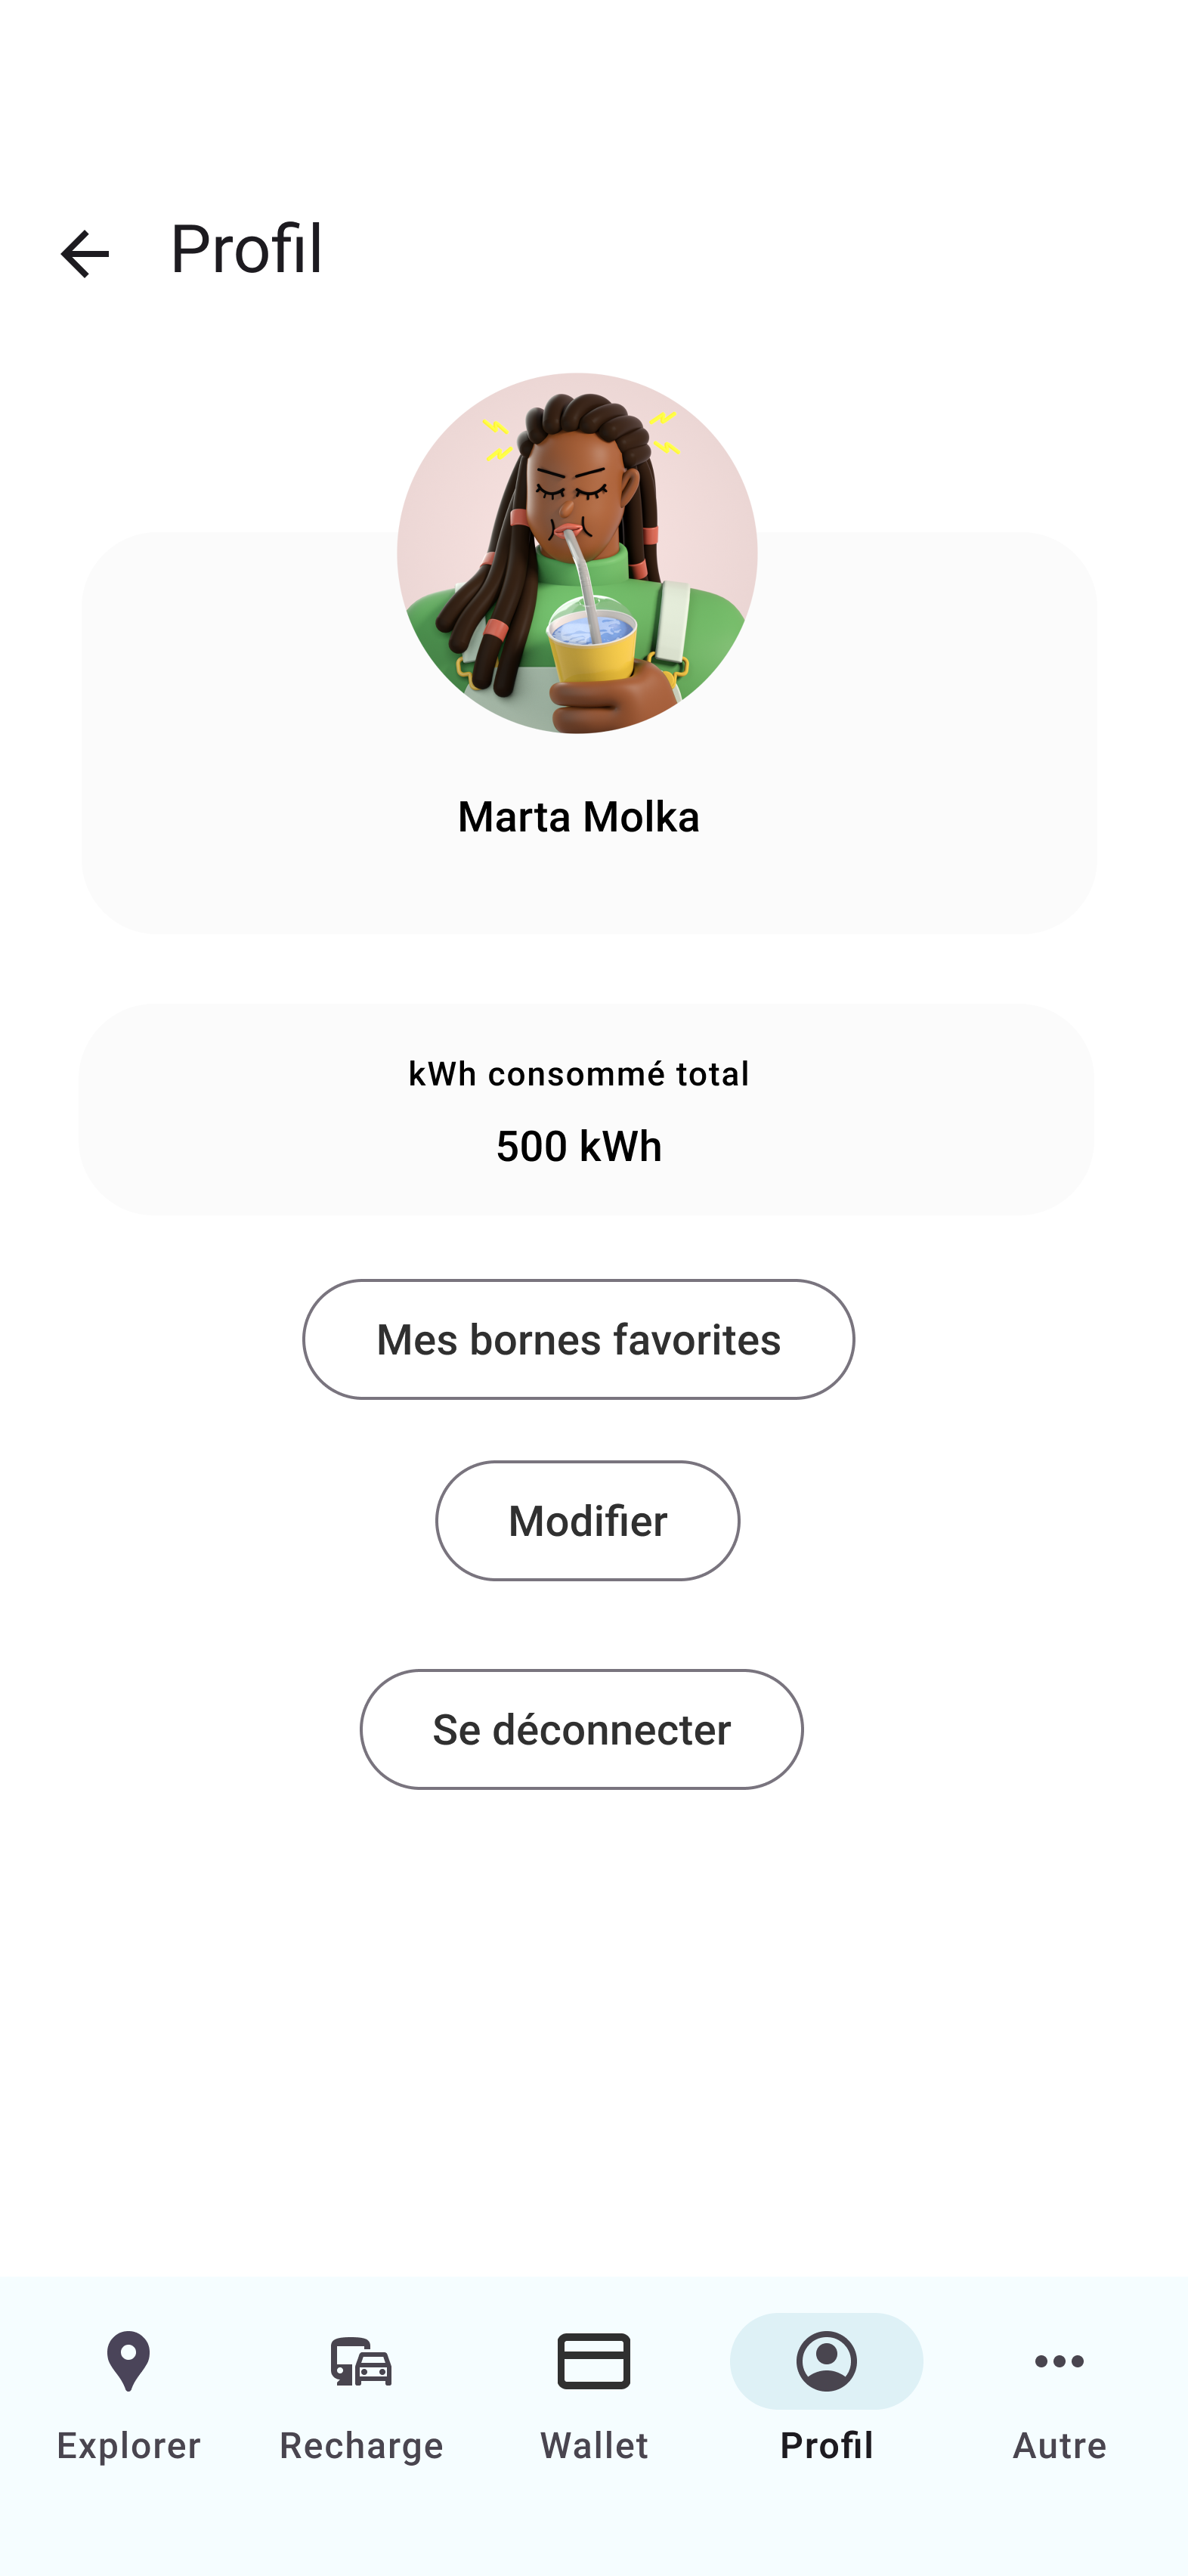 Profil
Marta Molka
kWh consommé total
500 kWh
Mes bornes favorites
Modifier
Se déconnecter
Explorer
Recharge
Wallet
Profil
Autre